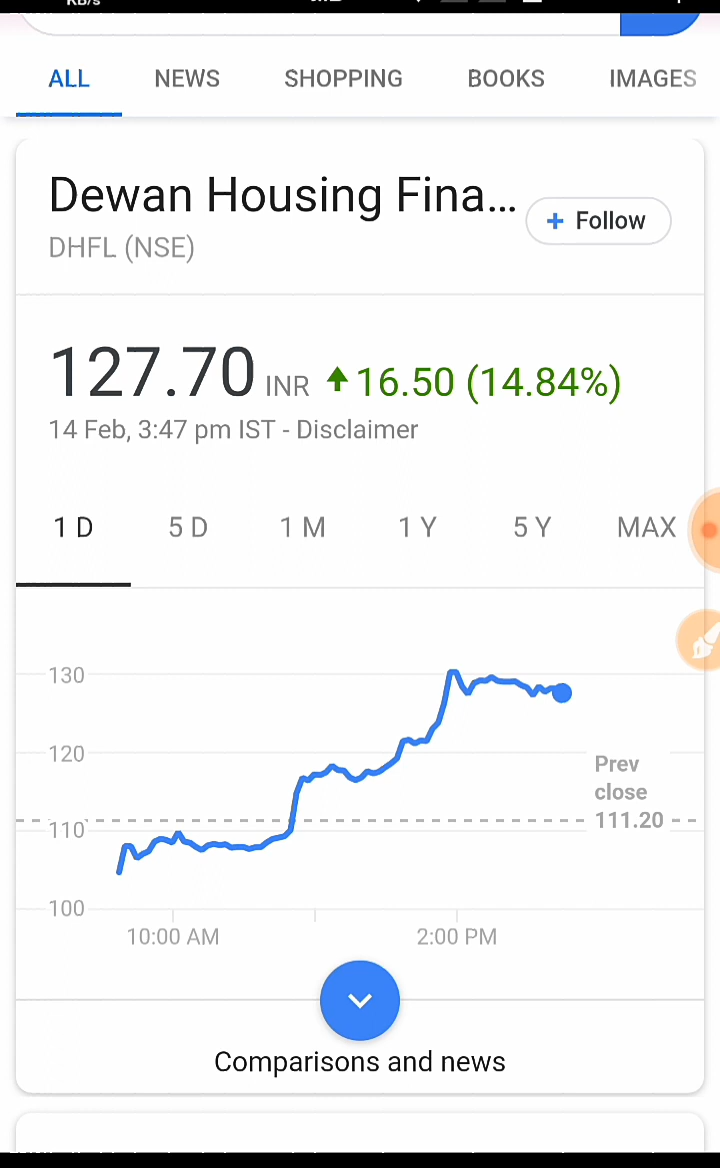 KB/s
ALL NEWS SHOPPING BOOKS IMAGES
Dewan Housing Fina...
+ Follow
DHFL (NSE)
127.70 INR 16.50 (14.84%)
14 Feb, 3:47 pm IST - Disclaimer
1 D 5 D 1 M 1 Y 5 Y MAX
130
120
Prev
close
111.20
110
100
10:00 AM 2:00 PM
Comparisons and news